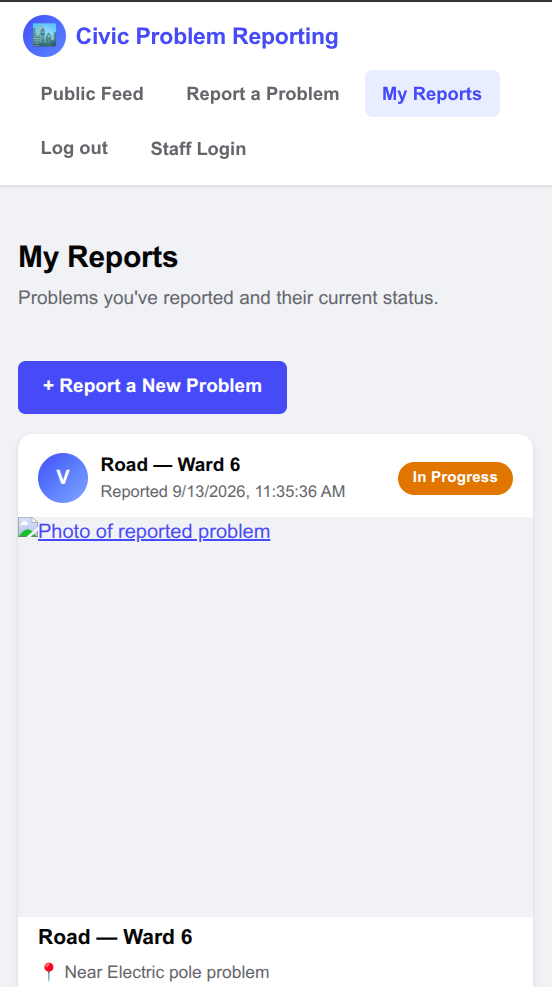 Civic Problem Reporting
Public Feed Report a Problem My Reports
Log out Staff Login
My Reports
Problems you've reported and their current status.
+ Report a New Problem
V
Road — Ward 6
Reported 9/13/2026, 11:35:36 AM
In Progress
Photo of reported problem
Road — Ward 6
📍 Near Electric pole problem